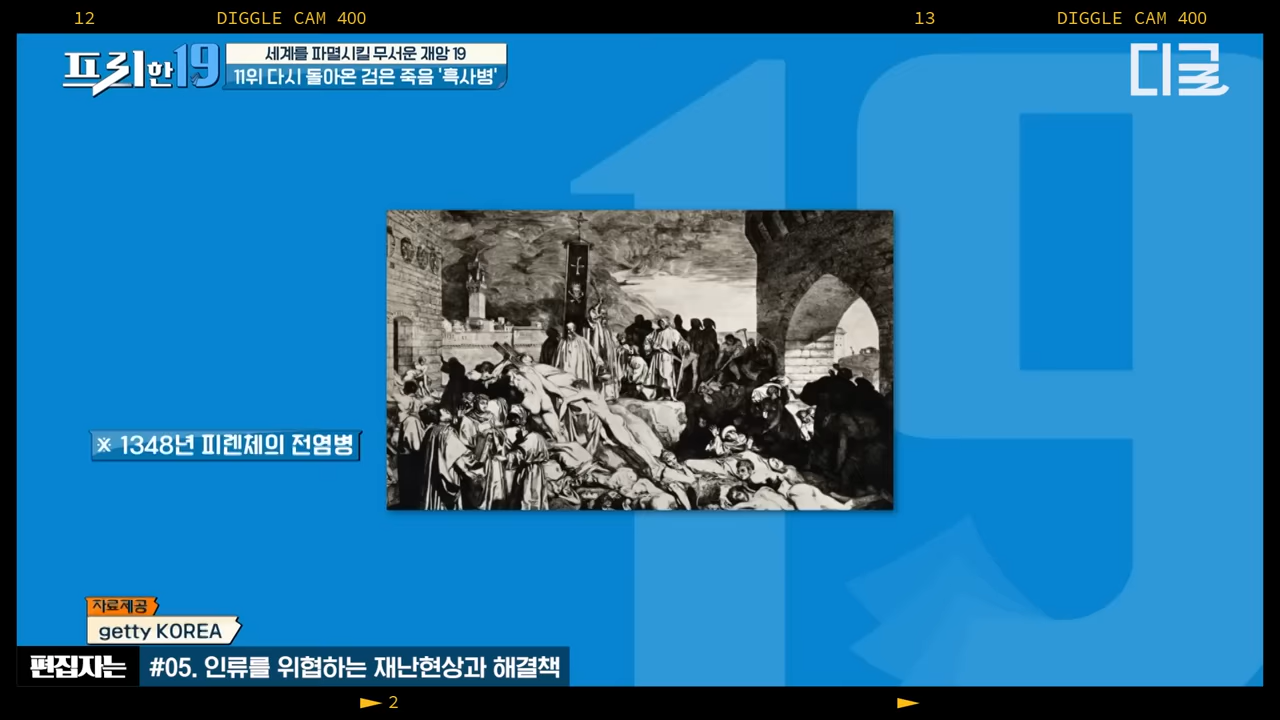 12 DIGGLE CAM 400 13 DIGGLE CAM 400
프리한19
세계를 파멸시킬 무서운 재앙 19
11위 다시 돌아온 검은 죽음 '흑사병'
디글
※ 1348년 피렌체의 전염병
자료제공
getty KOREA
편집자는 #05. 인류를 위협하는 재난현상과 해결책
2